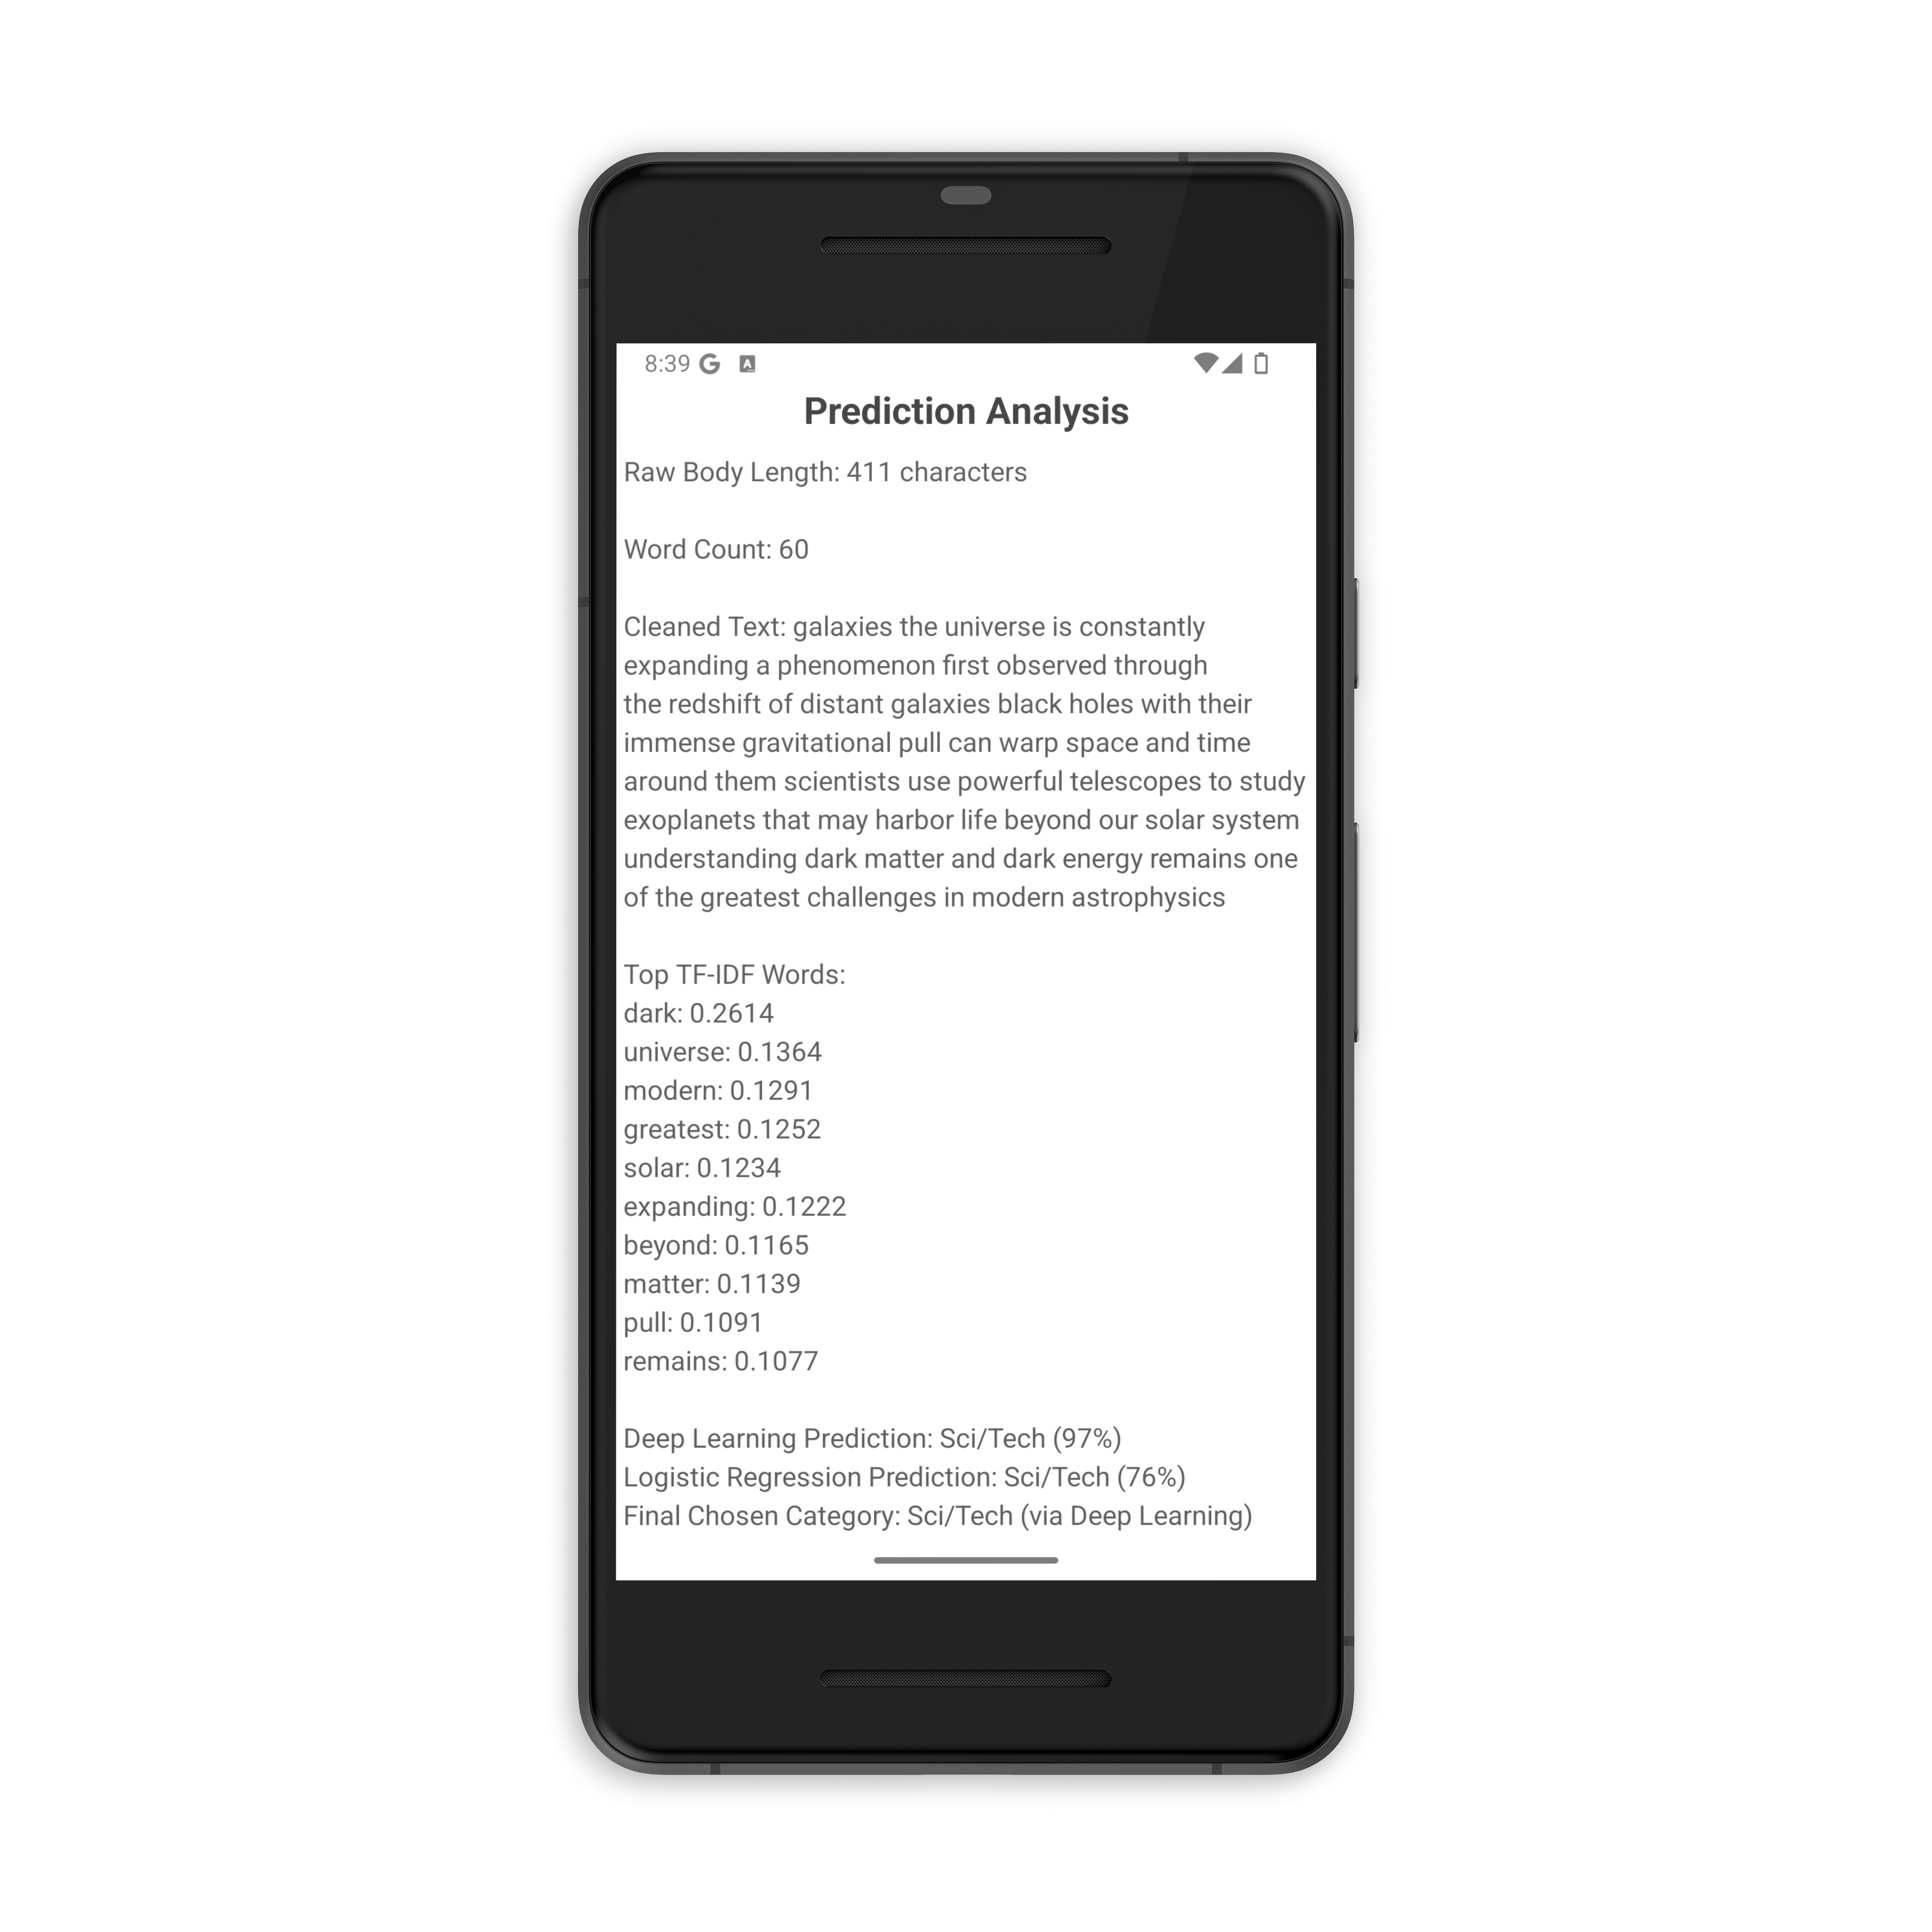 8:39
Prediction Analysis
Raw Body Length: 411 characters
Word Count: 60
Cleaned Text: galaxies the universe is constantly
expanding a phenomenon first observed through
the redshift of distant galaxies black holes with their
immense gravitational pull can warp space and time
around them scientists use powerful telescopes to study
exoplanets that may harbor life beyond our solar system
understanding dark matter and dark energy remains one
of the greatest challenges in modern astrophysics
Top TF-IDF Words:
dark: 0.2614
universe: 0.1364
modern: 0.1291
greatest: 0.1252
solar: 0.1234
expanding: 0.1222
beyond: 0.1165
matter: 0.1139
pull: 0.1091
remains: 0.1077
Deep Learning Prediction: Sci/Tech (97%)
Logistic Regression Prediction: Sci/Tech (76%)
Final Chosen Category: Sci/Tech (via Deep Learning)